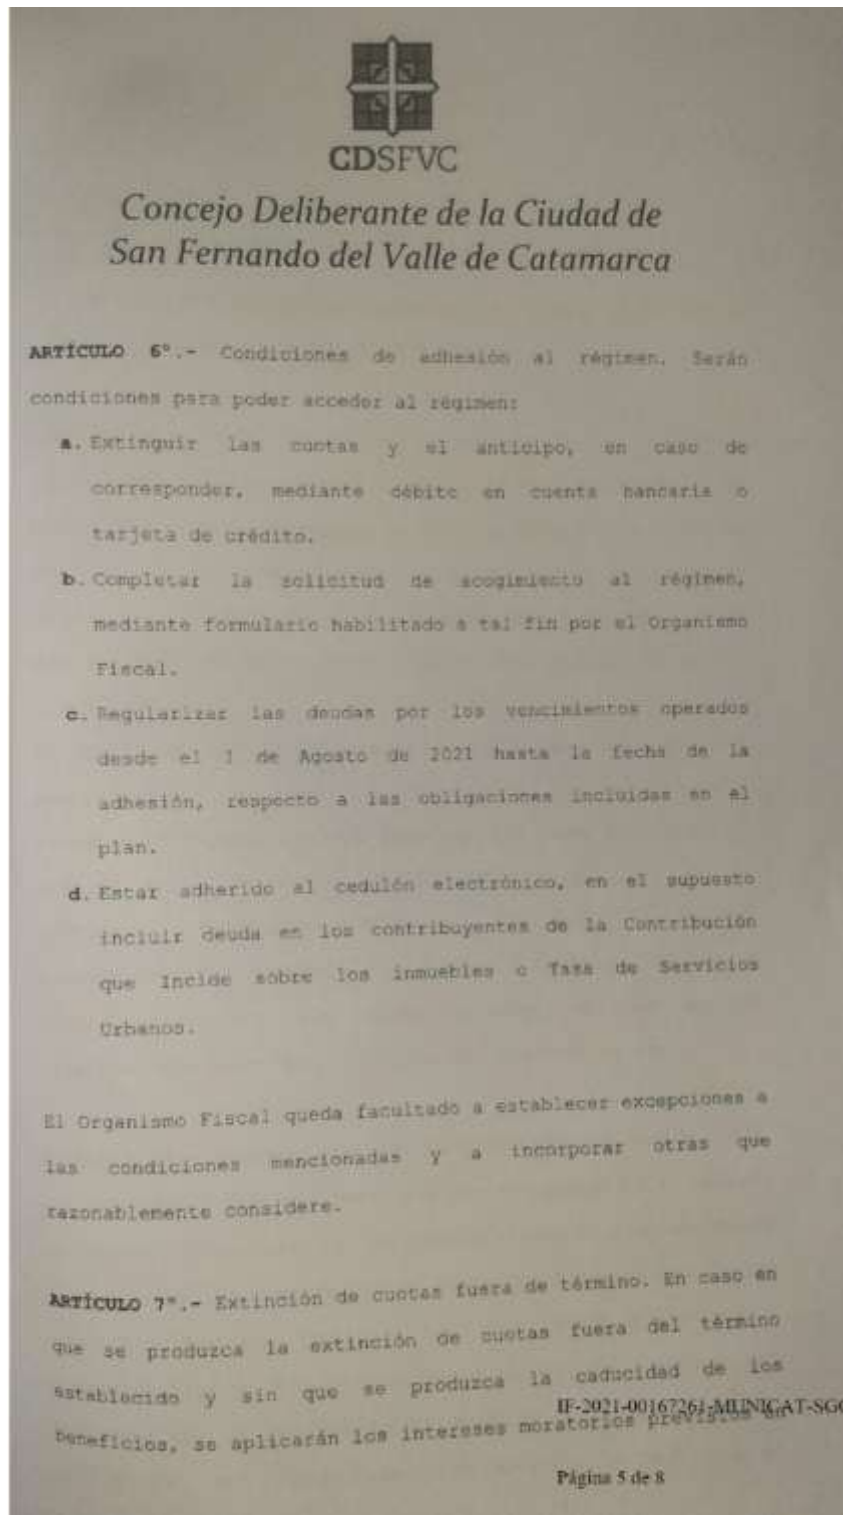 CDSFVC
Concejo Deliberante de la Ciudad de
San Fernando del Valle de Catamarca
ARTÍCULO 6°.- Condiciones de adhesión al régimen. Serán
condiciones para poder acceder al régimen:
a. Extinguir las cuotas y el anticipo, en caso de
corresponder, mediante débito en cuenta bancaria o
tarjeta de crédito.
b. Completar la solicitud de acogimiento al régimen,
mediante formulario habilitado a tal fin por el Organismo
Fiscal.
c. Regularizar las deudas por los vencimientos operados
desde el 1 de Agosto de 2021 hasta la fecha de la
adhesión, respecto a las obligaciones incluidas en el
plan.
d. Estar adherido al cedulón electrónico, en el supuesto
incluir deuda en los contribuyentes de la Contribución
que Incide sobre los inmuebles o Tasa de Servicios
Urbanos.
El Organismo Fiscal queda facultado a establecer excepciones a
las condiciones mencionadas y a incorporar otras que
razonablemente considere.
ARTÍCULO 7°.- Extinción de cuotas fuera de término. En caso en
que se produzca la extinción de cuotas fuera del término
establecido y sin que se produzca la caducidad de los
beneficios, se aplicarán los intereses moratorios previstos en
IF-2021-00167261-MUNICAT-SGG
Página 5 de 8